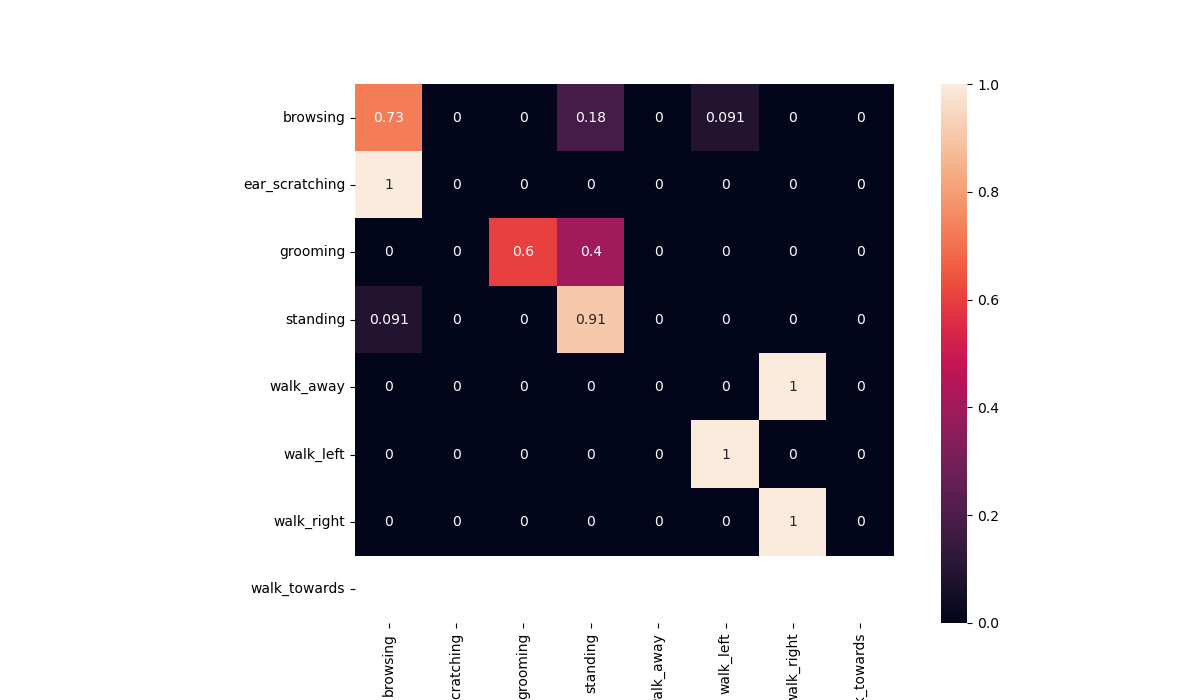 browsing 0.73 0 0 0.18 0 0.091 0 0 1.0
ear_scratching 1 0 0 0 0 0 0 0 0.8
grooming 0 0 0.6 0.4 0 0 0 0
0.6
standing 0.091 0 0 0.91 0 0 0 0
walk_away 0 0 0 0 0 0 1 0
0.4
walk_left 0 0 0 0 0 1 0 0
walk_right 0 0 0 0 0 0 1 0 0.2
walk_towards
0.0
browsing
cratching
grooming
standing
alk_away
walk_left
walk_right
_towards